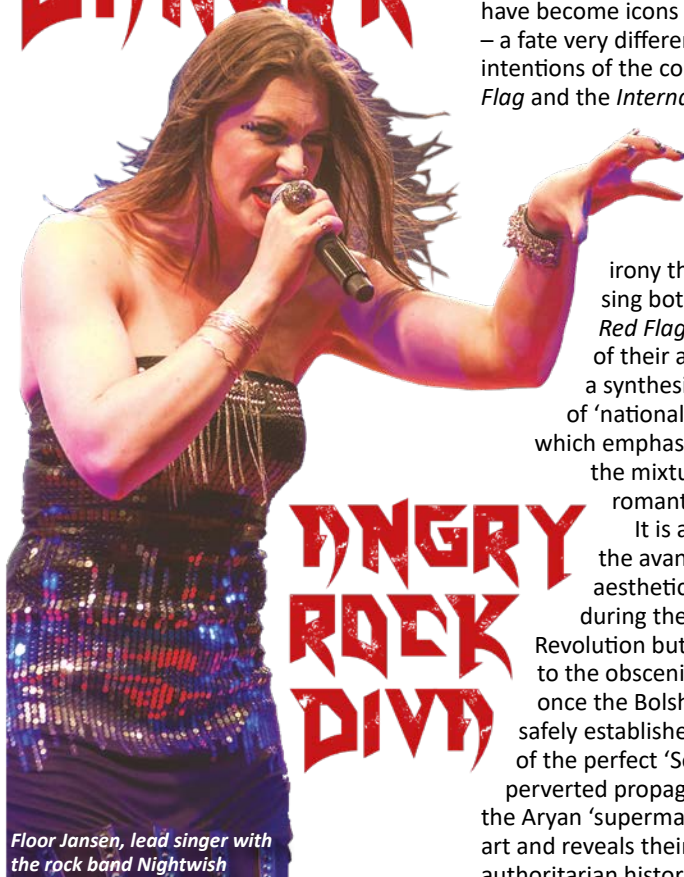 have become icons
– a fate very differen
intentions of the co
Flag and the Interna
irony th
sing bot
Red Flag
of their a
a synthesi
of ‘national
which emphas
the mixtu
romant
It is a
the avan
aesthetic
during the
Revolution but
to the obsceni
once the Bolsh
safely establishe
of the perfect ‘So
perverted propag
the Aryan ‘superma
art and reveals their
authoritarian histor
ANGRY
ROCK
DIVA
Floor Jansen, lead singer with
the rock band Nightwish